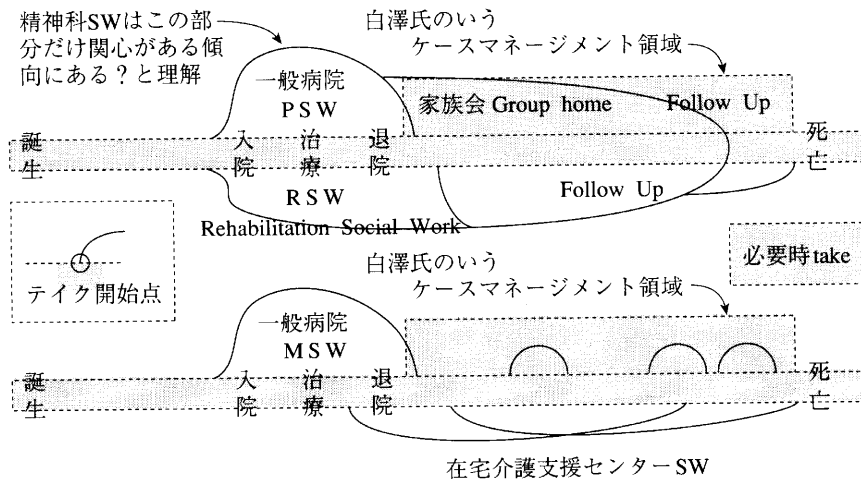 精神科SWはこの部
分だけ関心がある傾
向にある?と理解
白澤氏のいう
ケースマネージメント領域
一般病院
PSW
家族会 Group home Follow Up
誕生
入院
治療
退院
死亡
RSW
Follow Up
Rehabilitation Social Work
テイク開始点
必要時take
白澤氏のいう
ケースマネージメント領域
一般病院
MSW
誕生
入院
治療
退院
死亡
在宅介護支援センターSW